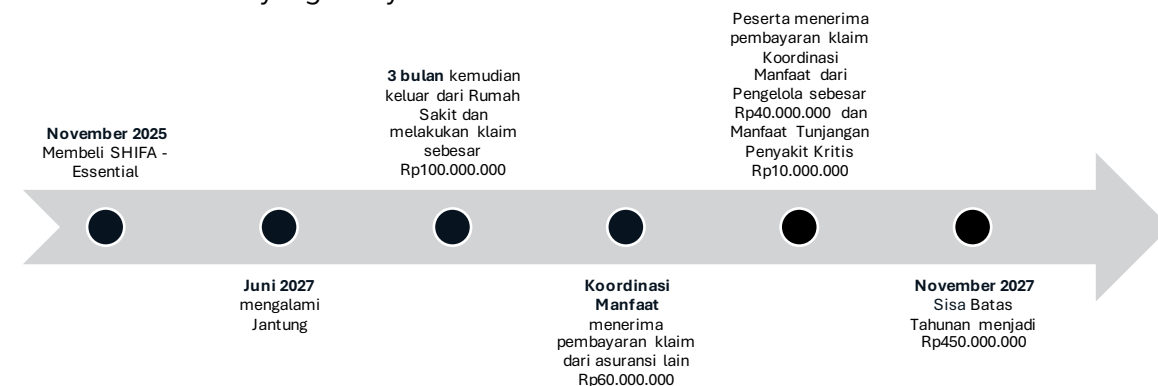 November 2025
Membeli SHIFA -
Essential
Juni 2027
mengalami
Jantung
3 bulan kemudian
keluar dari Rumah
Sakit dan
melakukan klaim
sebesar
Rp100.000.000
Koordinasi
Manfaat
menerima
pembayaran klaim
dari asuransi lain
Rp60.000.000
Peserta menerima
pembayaran klaim
Koordinasi
Manfaat dari
Pengelola sebesar
Rp40.000.000 dan
Manfaat Tunjangan
Penyakit Kritis
Rp10.000.000
November 2027
Sisa Batas
Tahunan menjadi
Rp450.000.000